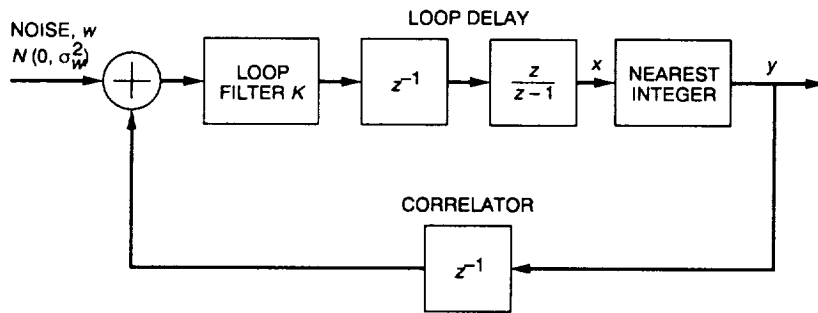 LOOP DELAY
NOISE, w
N (0, σ_w^2)
+
LOOP
FILTER K
z^{-1}
z
z – 1
x
NEAREST
INTEGER
y
CORRELATOR
z^{-1}